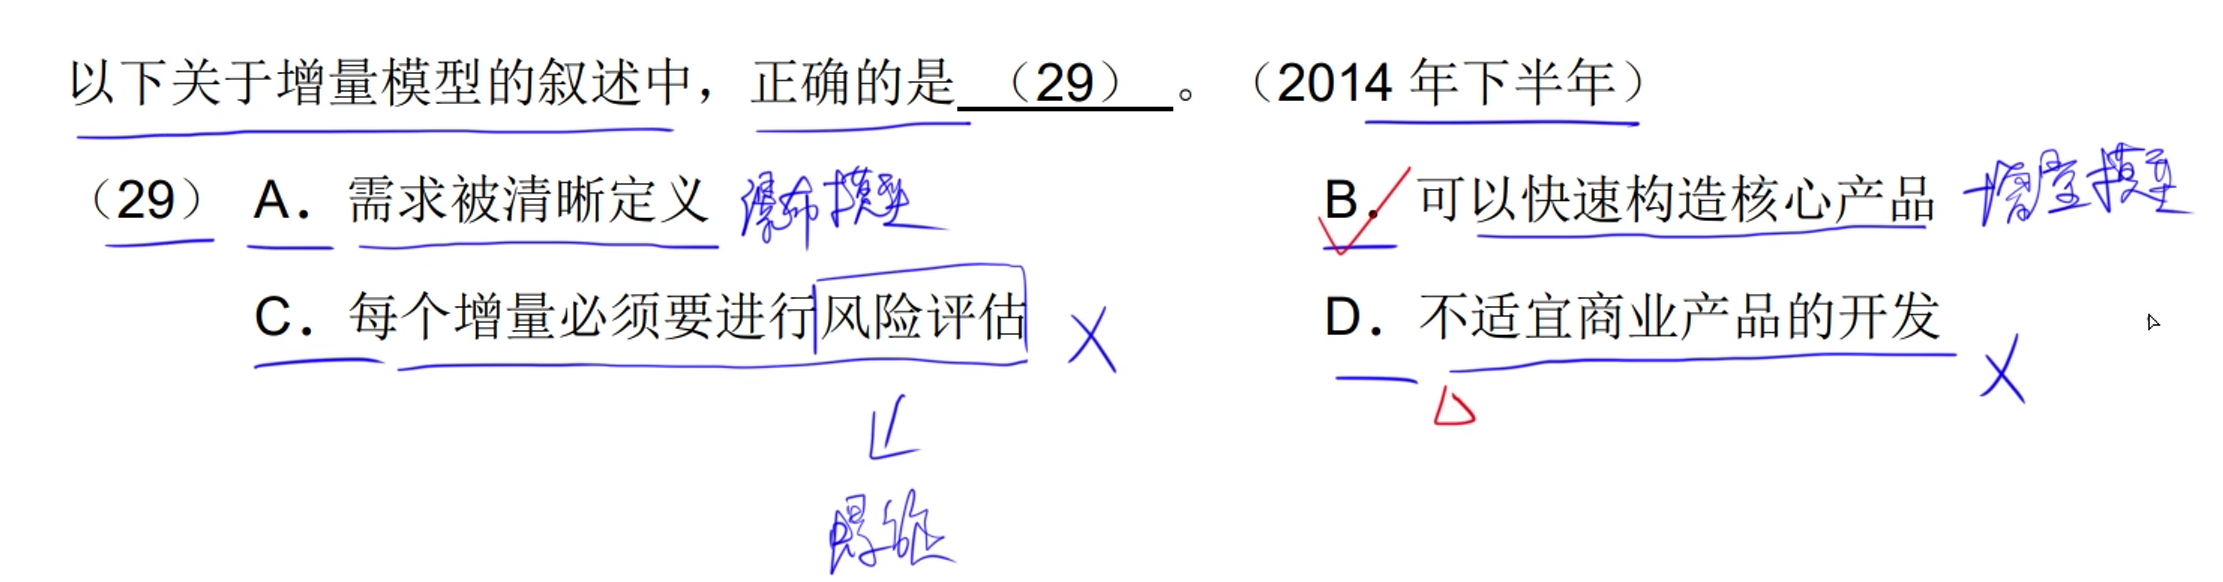 以下关于增量模型的叙述中，正确的是（29）。（2014 年下半年）
（29） A．需求被清晰定义 瀑布模型 B．可以快速构造核心产品 增量模型
C．每个增量必须要进行风险评估 X D．不适宜商业产品的开发 X
螺旋